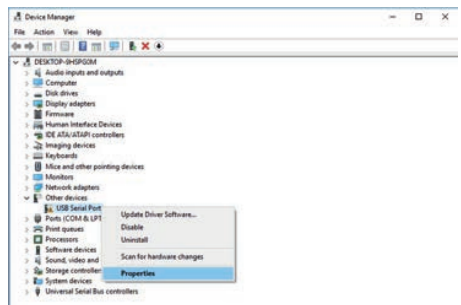 Device Manager
File Action View Help
DESKTOP-9HSPG0M
Audio inputs and outputs
Computer
Disk drives
Display adapters
Firmware
Human Interface Devices
IDE ATA/ATAPI controllers
Imaging devices
Keyboards
Mice and other pointing devices
Monitors
Network adapters
Other devices
USB Serial Port
Ports (COM & LPT
Print queues
Processors
Software devices
Sound, video and
Storage controller
System devices
Universal Serial Bus controllers
Update Driver Software...
Disable
Uninstall
Scan for hardware changes
Properties